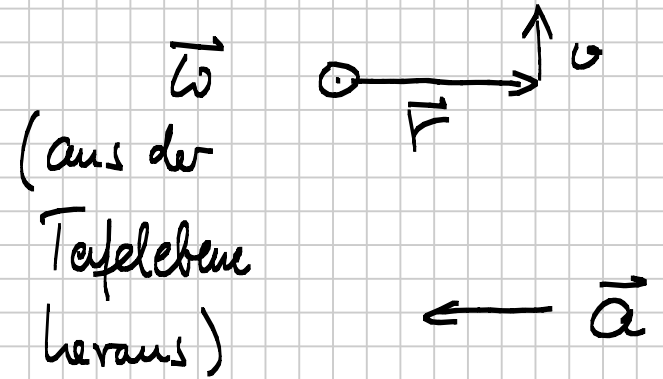 ω⃗
v
r⃗
(aus der
Tafelebene
heraus)
a⃗